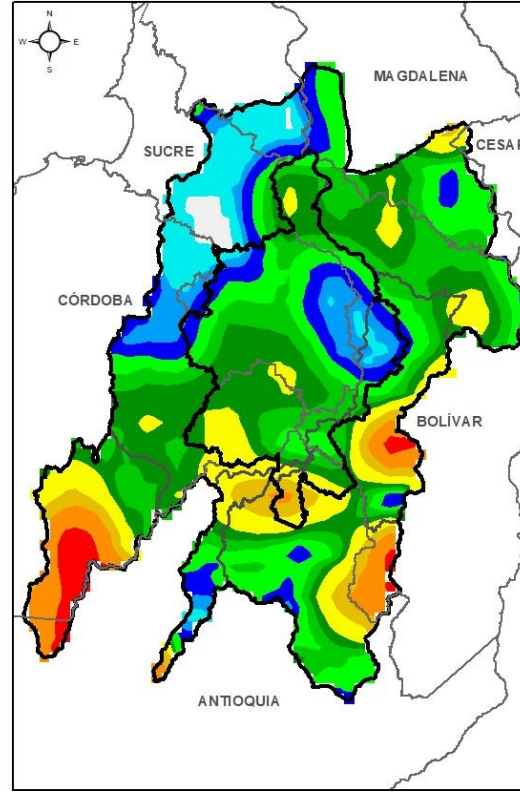 N
W E
S
MAGDALENA
CESAR
SUCRE
CÓRDOBA
BOLÍVAR
ANTIOQUIA